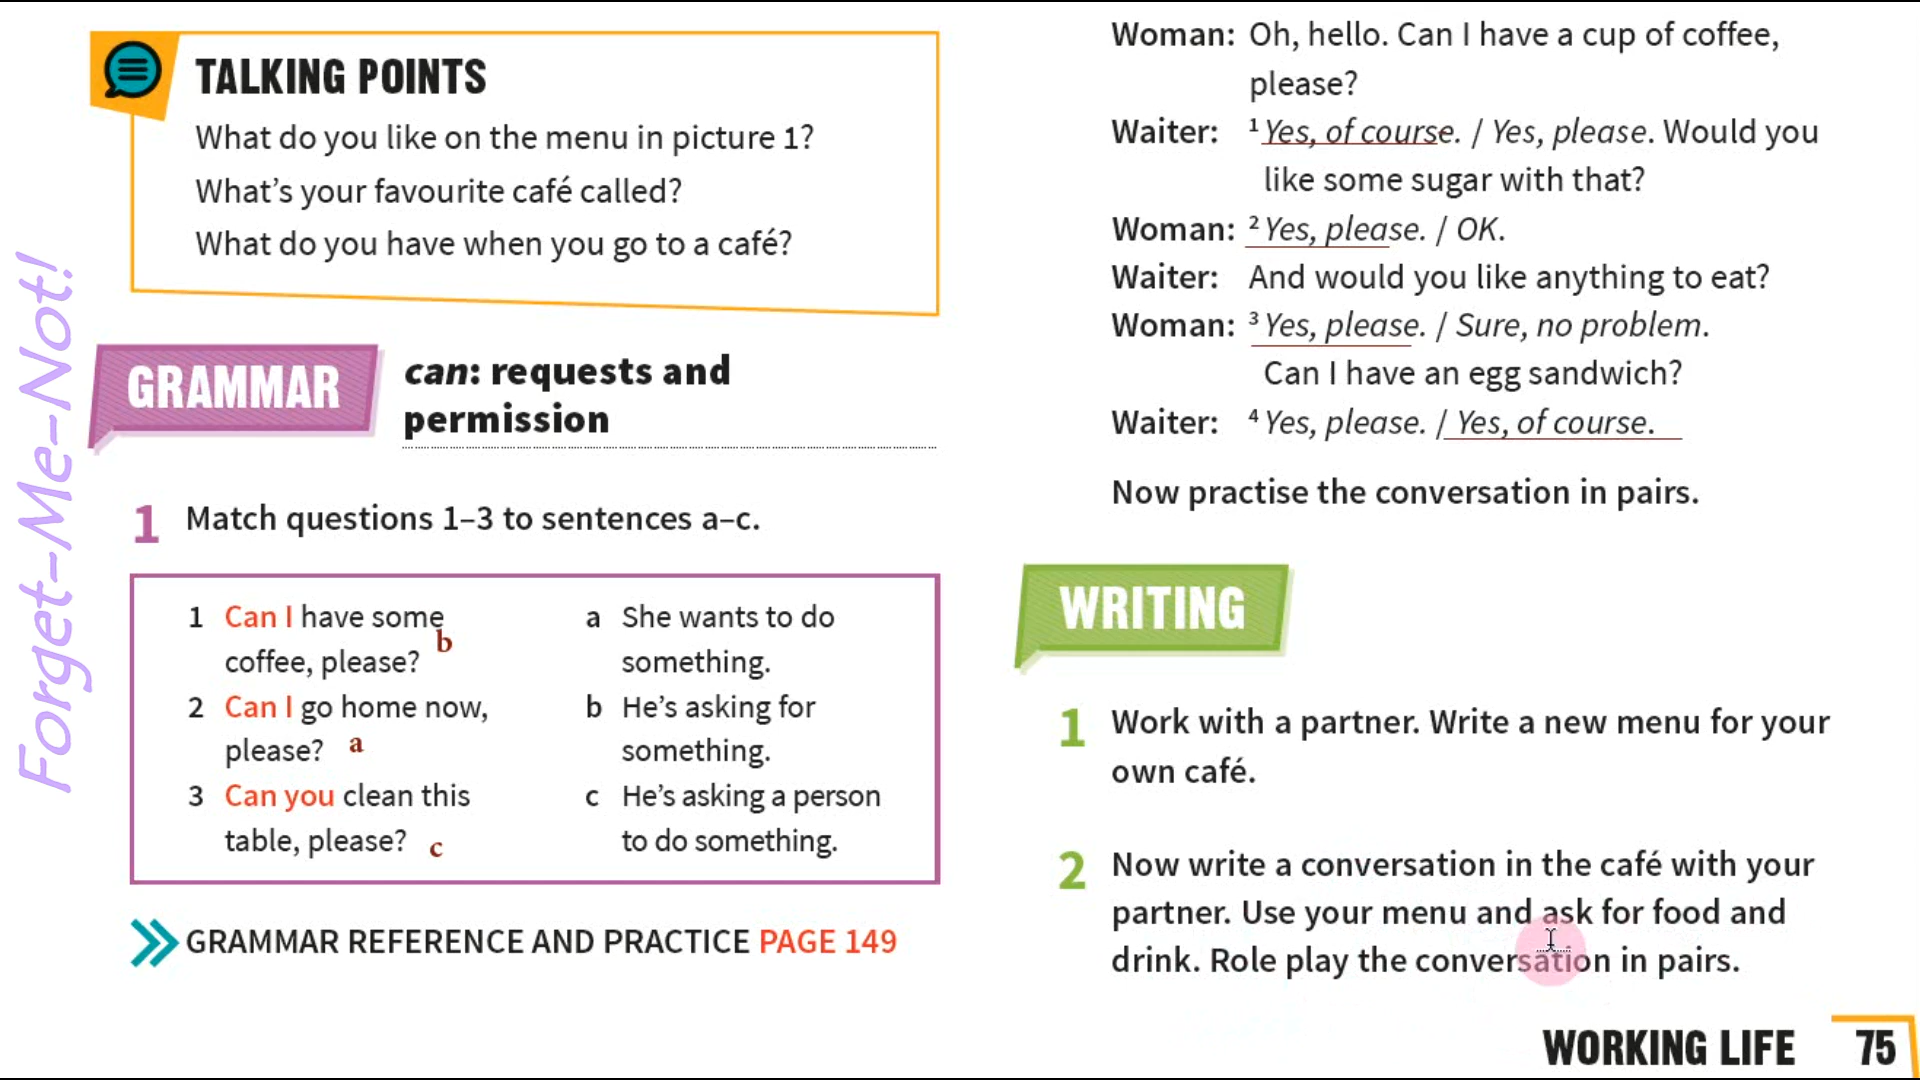 Forget-Me-Not!
TALKING POINTS
What do you like on the menu in picture 1?
What's your favourite café called?
What do you have when you go to a café?
GRAMMAR
can: requests and
permission
1 Match questions 1–3 to sentences a–c.
1 Can I have some
coffee, please? b
2 Can I go home now,
please? a
3 Can you clean this
table, please? c
a She wants to do
something.
b He's asking for
something.
c He's asking a person
to do something.
GRAMMAR REFERENCE AND PRACTICE PAGE 149
Woman: Oh, hello. Can I have a cup of coffee,
please?
Waiter: ¹ Yes, of course. / Yes, please. Would you
like some sugar with that?
Woman: ² Yes, please. / OK.
Waiter: And would you like anything to eat?
Woman: ³ Yes, please. / Sure, no problem.
Can I have an egg sandwich?
Waiter: ⁴ Yes, please. / Yes, of course.
Now practise the conversation in pairs.
WRITING
1 Work with a partner. Write a new menu for your
own café.
2 Now write a conversation in the café with your
partner. Use your menu and ask for food and
drink. Role play the conversation in pairs.
WORKING LIFE 75